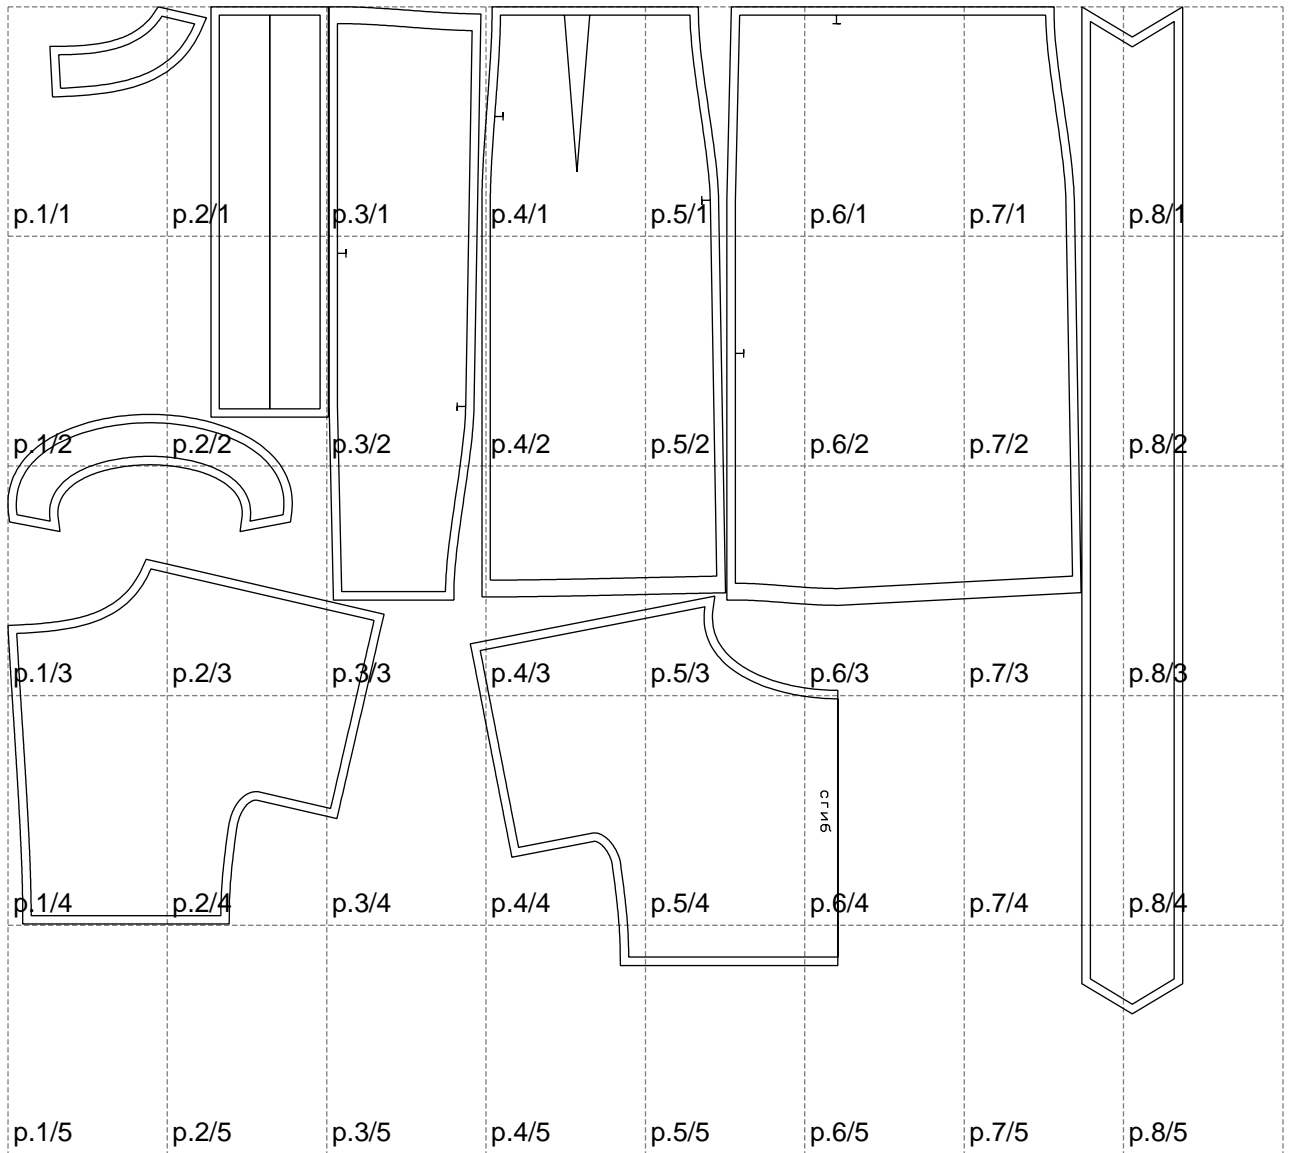 p.1/1 p.2/1 p.3/1 p.4/1 p.5/1 p.6/1 p.7/1 p.8/1
p.1/2 p.2/2 p.3/2 p.4/2 p.5/2 p.6/2 p.7/2 p.8/2
p.1/3 p.2/3 p.3/3 p.4/3 p.5/3 p.6/3 p.7/3 p.8/3
сгиб
p.1/4 p.2/4 p.3/4 p.4/4 p.5/4 p.6/4 p.7/4 p.8/4
p.1/5 p.2/5 p.3/5 p.4/5 p.5/5 p.6/5 p.7/5 p.8/5